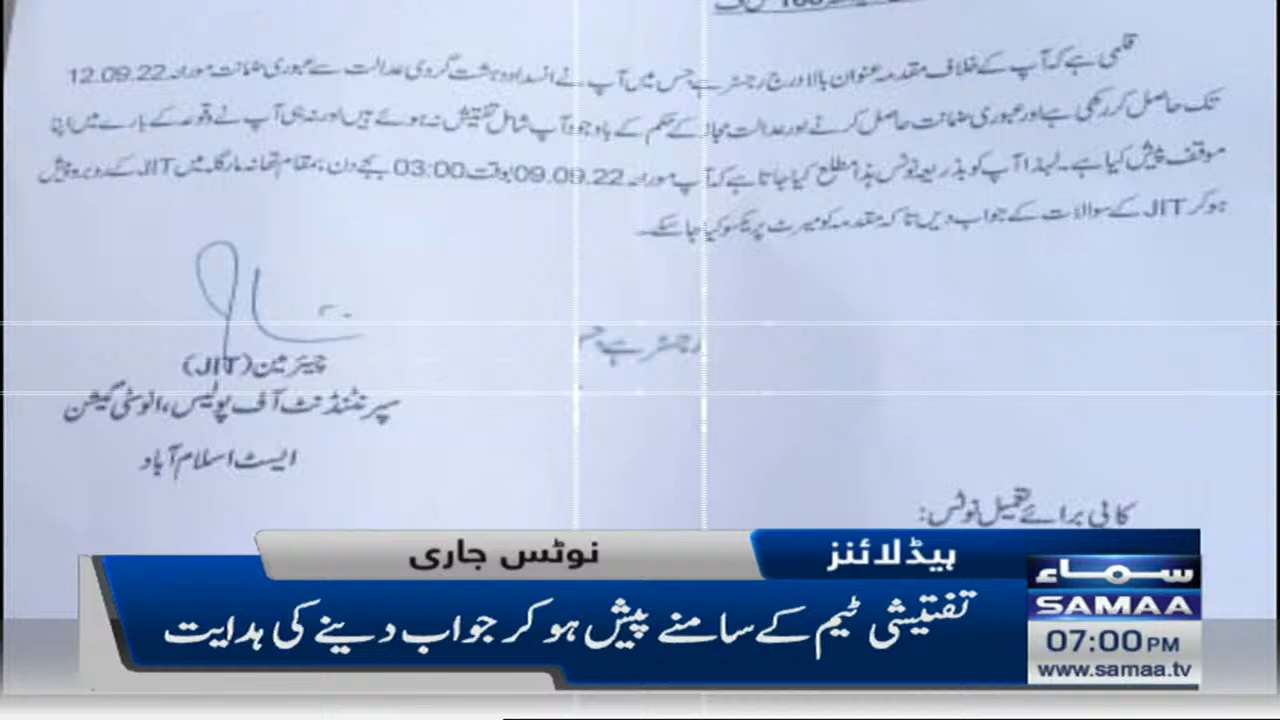 قلمی ہے کہ آپ کے خلاف مقدمہ عنوان بالا درج رجسٹر ہے جس میں آپ نے انسداد دہشت گردی عدالت سے عبوری ضمانت مورخہ 12.09.22
تک حاصل کر رکھی ہے اور عبوری ضمانت حاصل کرنے اور عدالت مجاز کے حکم کے باوجود آپ شامل تفتیش نہ ہوئے ہیں اور نہ ہی آپ نے وقوعہ کے بارے میں اپنا
موقف پیش کیا ہے۔ لہذا آپ کو بذریعہ نوٹس ہذا مطلع کیا جاتا ہے کہ آپ مورخہ 09.09.22 بوقت 03:00 بجے دن بمقام تھانہ مارگلہ میں JIT کے روبرو پیش
ہو کر JIT کے سوالات کے جواب دیں تاکہ مقدمہ کو میرٹ پر یکسو کیا جا سکے۔
رجسٹر ہے جس
چیئرمین (JIT)
سپرنٹنڈنٹ آف پولیس، انوسٹی گیشن
ایسٹ اسلام آباد
کاپی برائے تعمیل نوٹس:
ہیڈلائنز
نوٹس جاری
تفتیشی ٹیم کے سامنے پیش ہو کر جواب دینے کی ہدایت
سماء
SAMAA
07:00 PM
www.samaa.tv